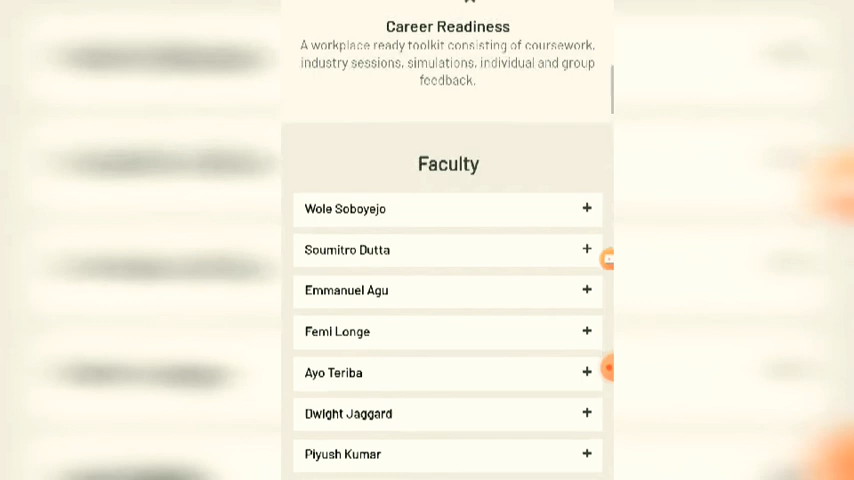 Career Readiness
A workplace ready toolkit consisting of coursework,
industry sessions, simulations, individual and group
feedback.
Faculty
Wole Soboyejo +
Soumitro Dutta +
Emmanuel Agu +
Femi Longe +
Ayo Teriba +
Dwight Jaggard +
Piyush Kumar +